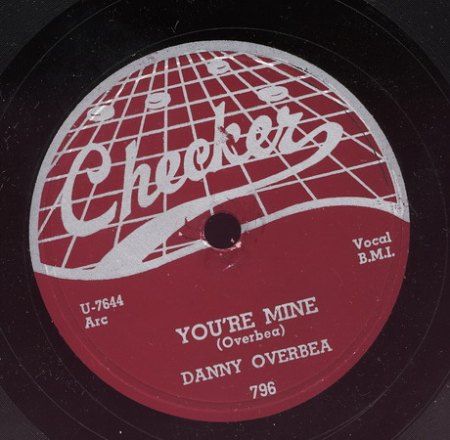 Checker
U-7644
Arc
Vocal
B.M.I.
YOU'RE MINE
(Overbea)
DANNY OVERBEA
796